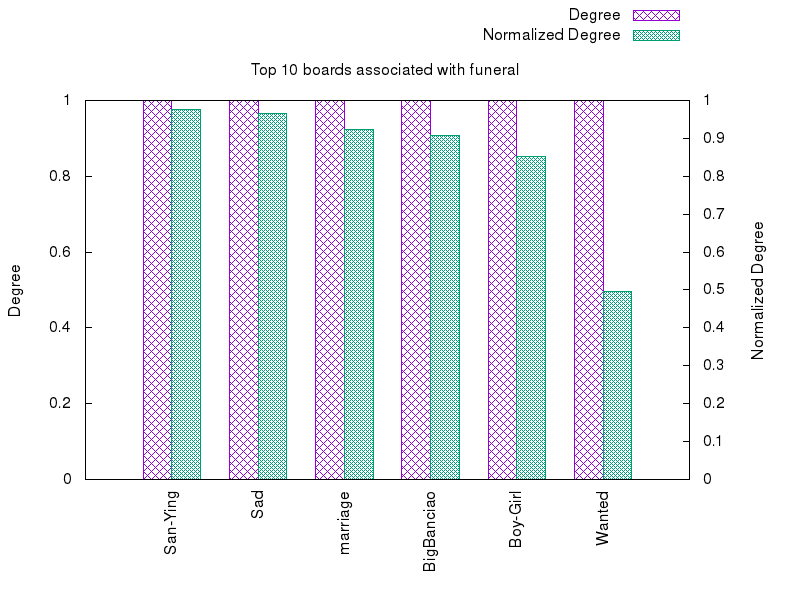 Degree
Normalized Degree
Top 10 boards associated with funeral
1
0.8
0.6
0.4
0.2
0
1
0.9
0.8
0.7
0.6
0.5
0.4
0.3
0.2
0.1
0
Degree
Normalized Degree
San-Ying
Sad
marriage
BigBanciao
Boy-Girl
Wanted